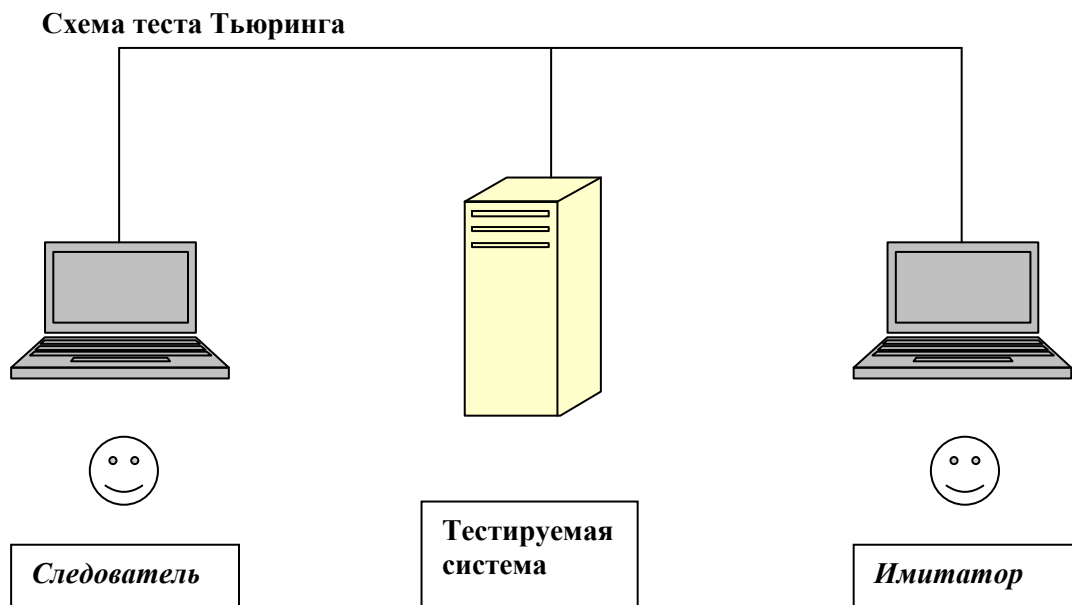 Схема теста Тьюринга
Следователь
Тестируемая
система
Имитатор